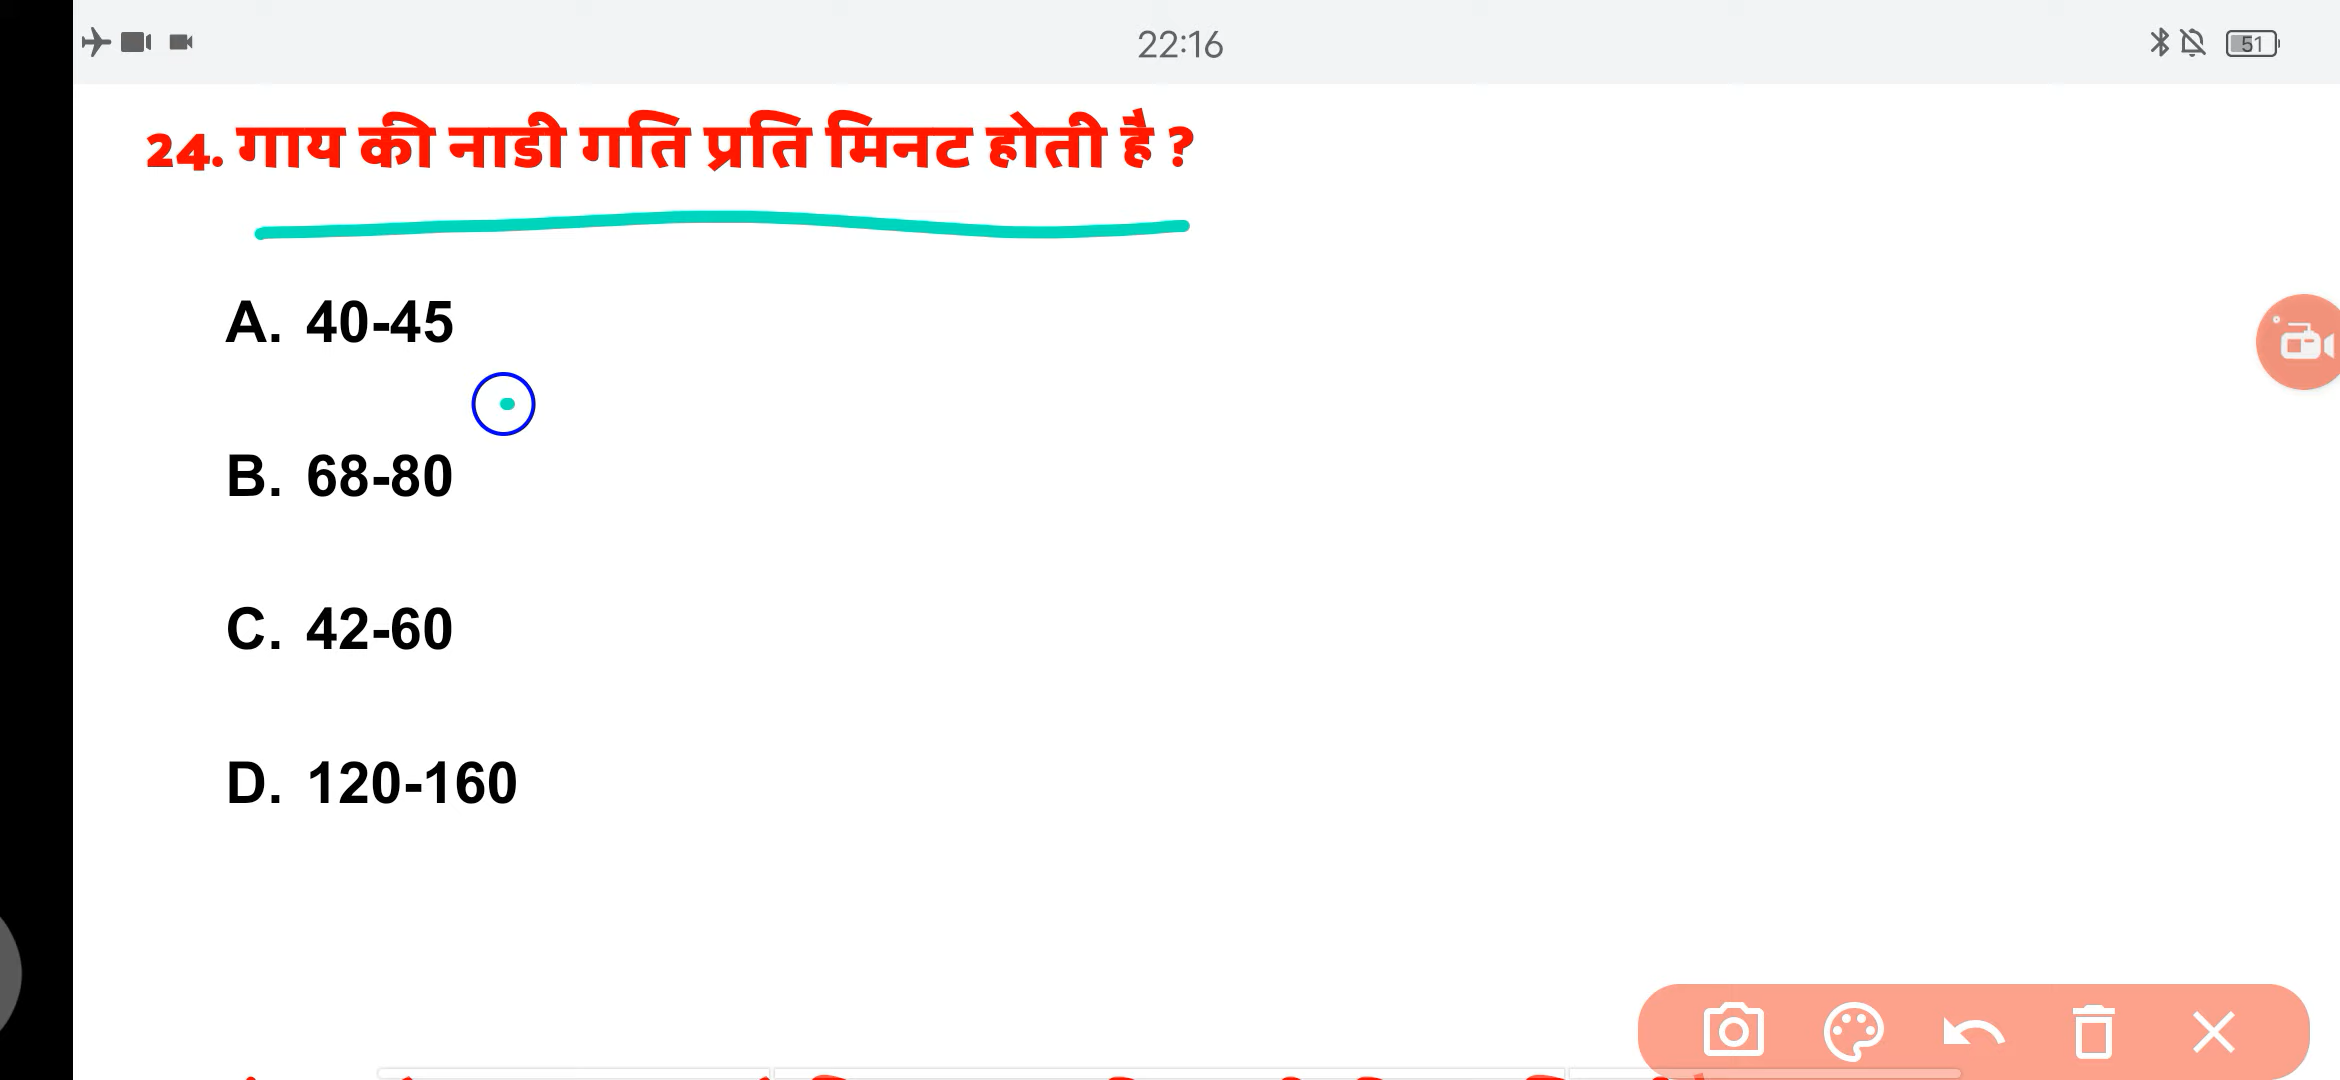 22:16
51
24. गाय की नाडी गति प्रति मिनट होती है ?
A. 40-45
B. 68-80
C. 42-60
D. 120-160